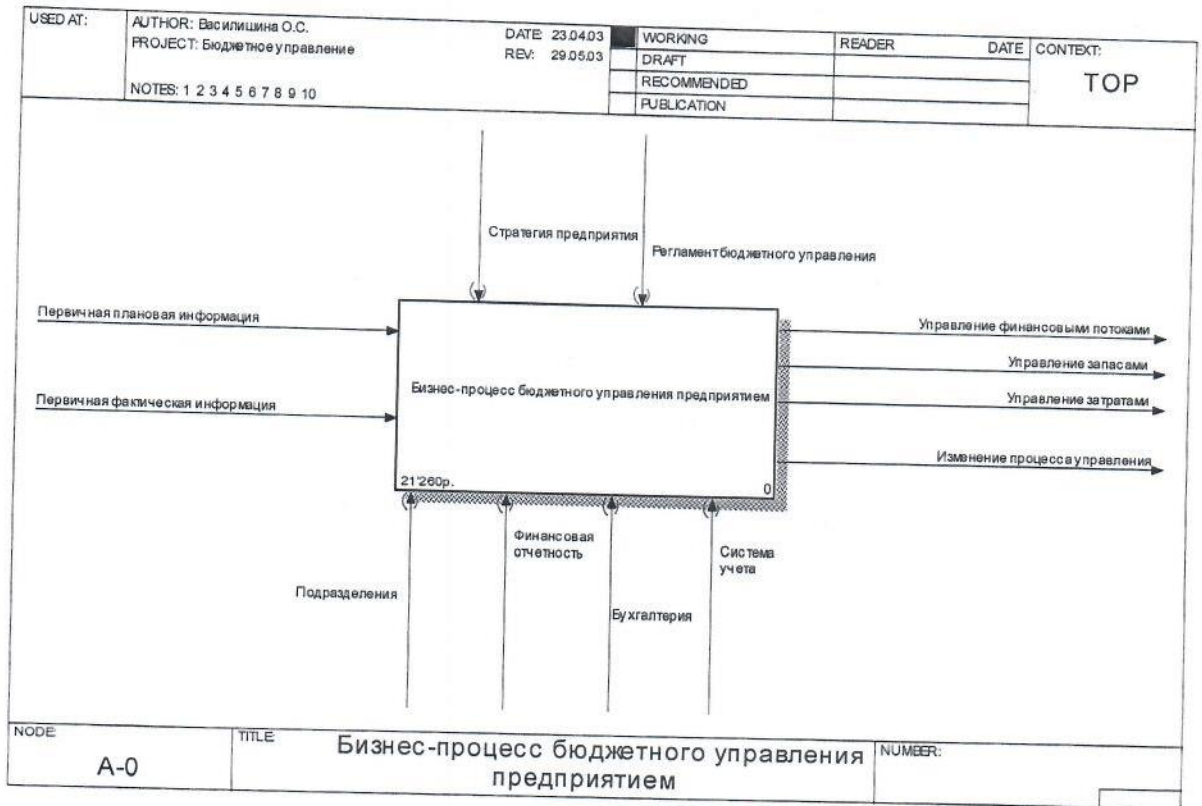 USED AT:
AUTHOR: Василишина О.С.
DATE: 23.04.03
PROJECT: Бюджетное управление
REV: 29.05.03
NOTES: 1 2 3 4 5 6 7 8 9 10
WORKING
DRAFT
RECOMMENDED
PUBLICATION
READER
DATE
CONTEXT:
TOP
Стратегия предприятия
Регламент бюджетного управления
Первичная плановая информация
Первичная фактическая информация
Бизнес-процесс бюджетного управления предприятием
21'260р.
0
Управление финансовыми потоками
Управление запасами
Управление затратами
Изменение процесса управления
Подразделения
Финансовая
отчетность
Бухгалтерия
Система
учета
NODE:
A-0
TITLE:
Бизнес-процесс бюджетного управления
предприятием
NUMBER: